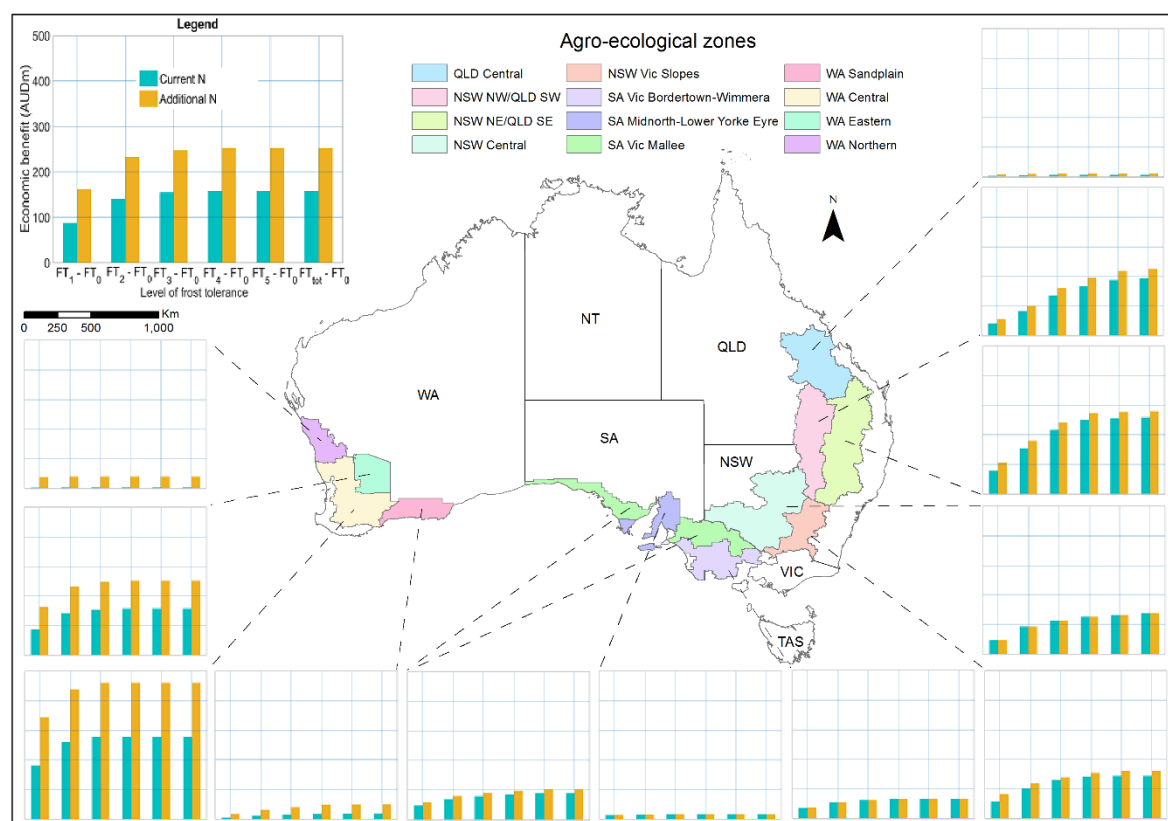 Legend
500
400
300
200
100
0
Economic benefit (AUDm)
Current N
Additional N
FT1 - FT0 FT2 - FT0 FT3 - FT0 FT4 - FT0 FT5 - FT0 FTtot - FT0
Level of frost tolerance
Agro-ecological zones
QLD Central
NSW NW/QLD SW
NSW NE/QLD SE
NSW Central
NSW Vic Slopes
SA Vic Bordertown-Wimmera
SA Midnorth-Lower Yorke Eyre
SA Vic Mallee
WA Sandplain
WA Central
WA Eastern
WA Northern
N
Km
0 250 500 1,000
NT
QLD
WA
SA
NSW
VIC
TAS